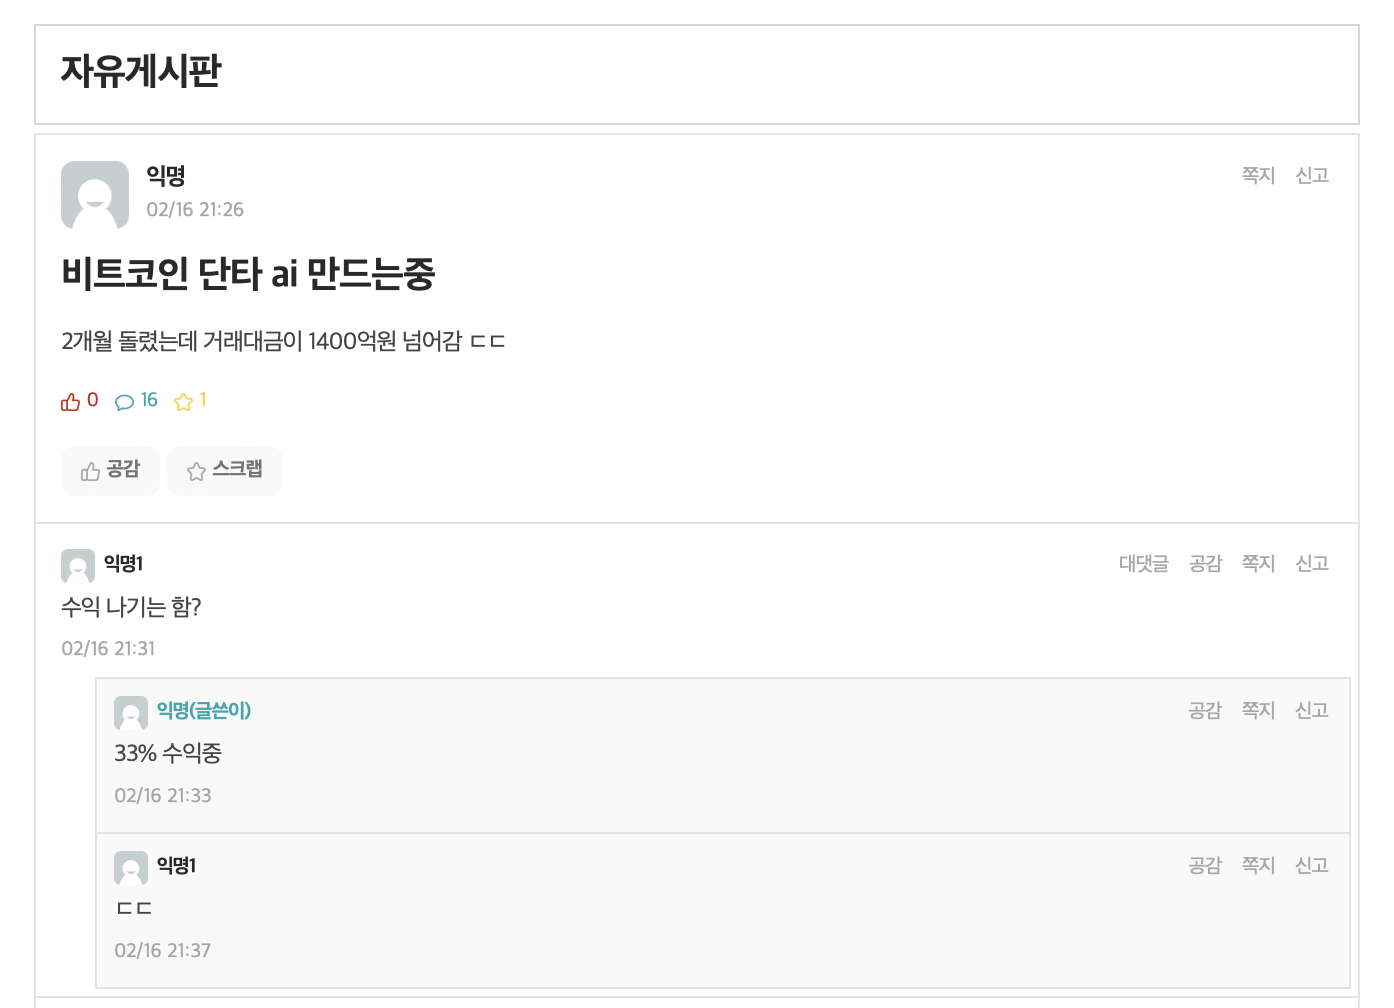 자유게시판
익명
쪽지 신고
02/16 21:26
비트코인 단타 ai 만드는중
2개월 돌렸는데 거래대금이 1400억원 넘어감 ㄷㄷ
0 16 1
공감 스크랩
익명1
대댓글 공감 쪽지 신고
수익 나기는 함?
02/16 21:31
익명(글쓴이)
공감 쪽지 신고
33% 수익중
02/16 21:33
익명1
공감 쪽지 신고
ㄷㄷ
02/16 21:37